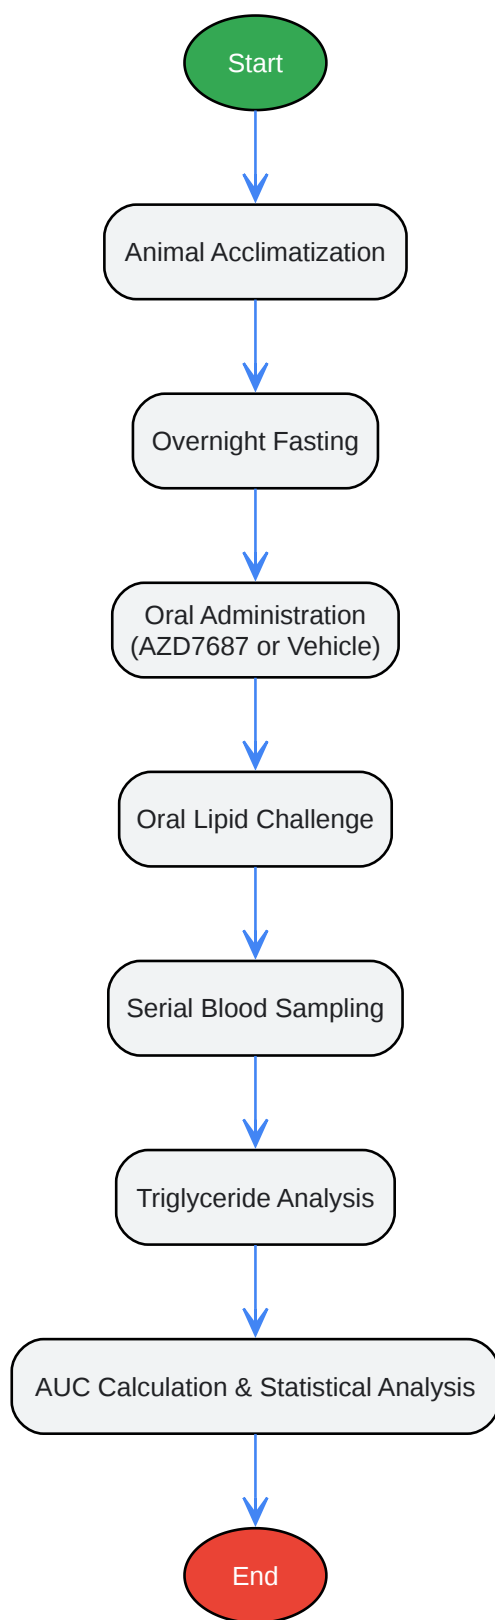 Start
Animal Acclimatization
Overnight Fasting
Oral Administration
(AZD7687 or Vehicle)
Oral Lipid Challenge
Serial Blood Sampling
Triglyceride Analysis
AUC Calculation & Statistical Analysis
End